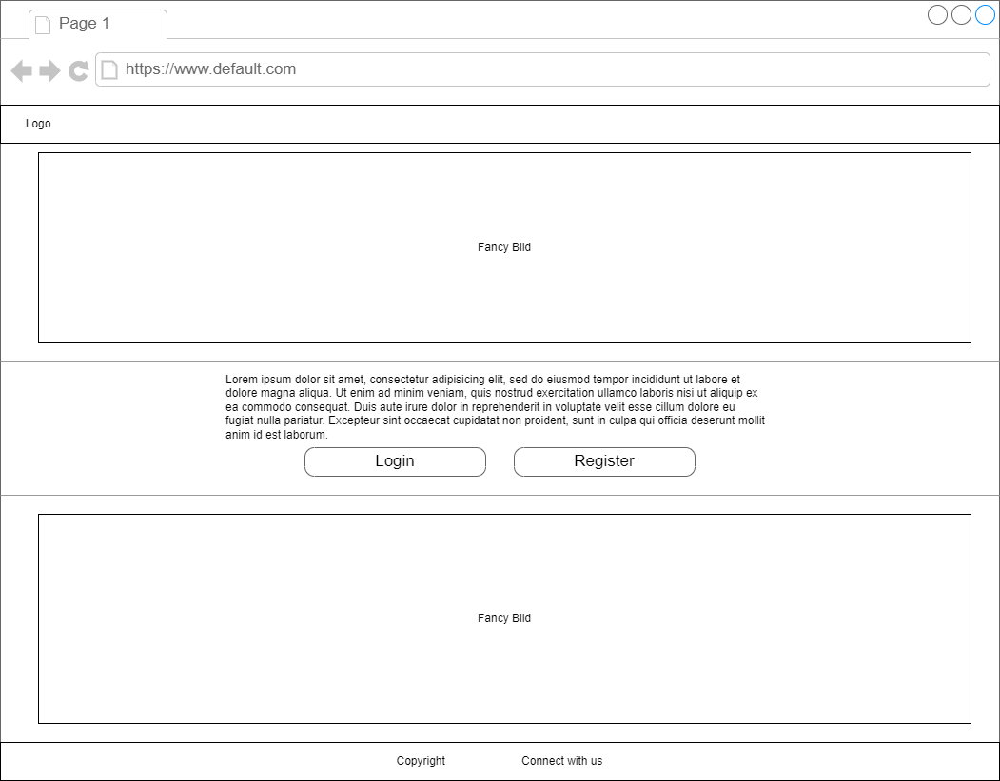 Page 1
https://www.default.com
Logo
Fancy Bild
Lorem ipsum dolor sit amet, consectetur adipisicing elit, sed do eiusmod tempor incididunt ut labore et
dolore magna aliqua. Ut enim ad minim veniam, quis nostrud exercitation ullamco laboris nisi ut aliquip ex
ea commodo consequat. Duis aute irure dolor in reprehenderit in voluptate velit esse cillum dolore eu
fugiat nulla pariatur. Excepteur sint occaecat cupidatat non proident, sunt in culpa qui officia deserunt mollit
anim id est laborum.
Login Register
Fancy Bild
Copyright Connect with us